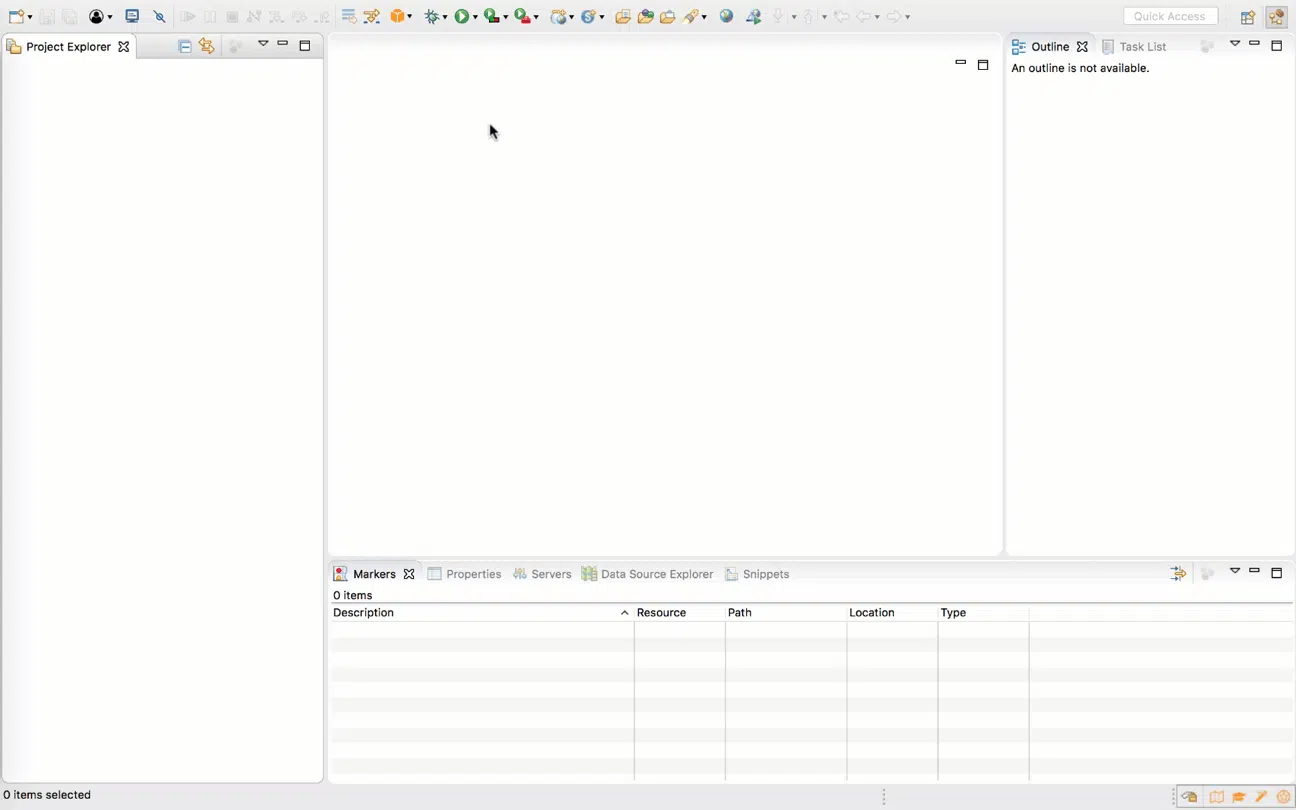 Quick Access
Project Explorer
Outline
Task List
An outline is not available.
Markers
Properties
Servers
Data Source Explorer
Snippets
0 items
Description
Resource
Path
Location
Type
0 items selected